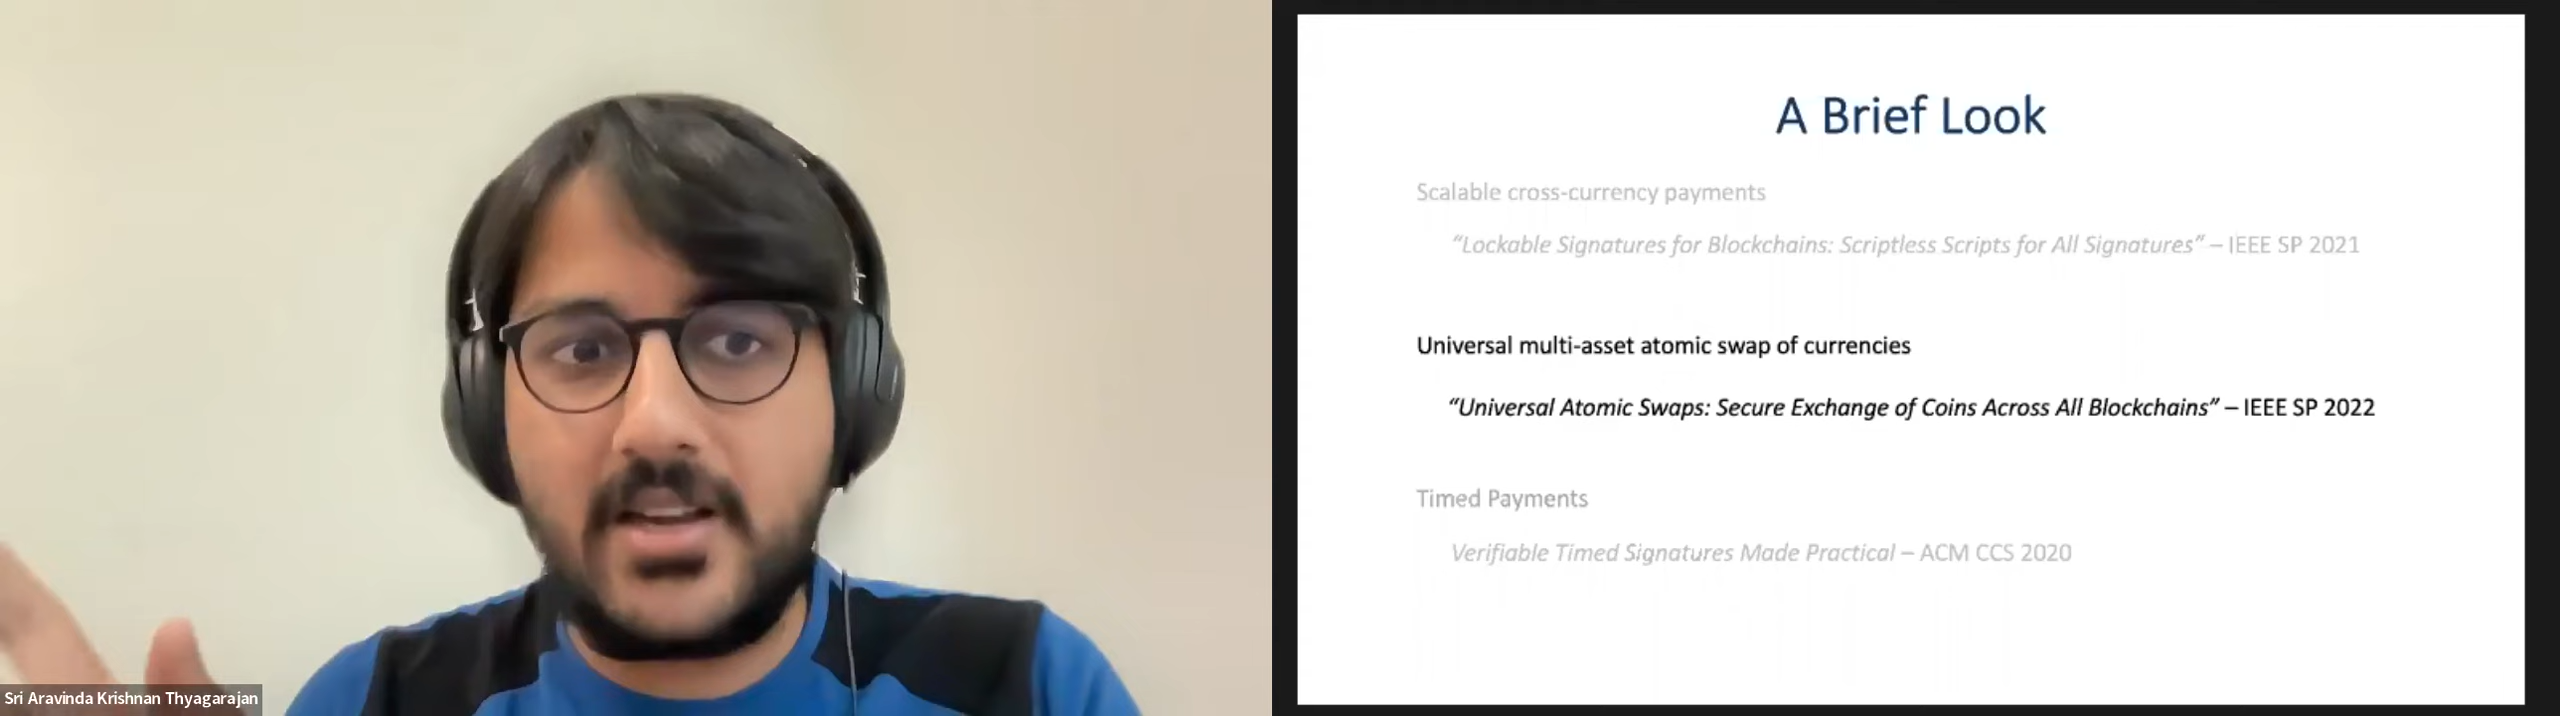 Sri Aravinda Krishnan Thyagarajan
A Brief Look
Scalable cross-currency payments
“Lockable Signatures for Blockchains: Scriptless Scripts for All Signatures” – IEEE SP 2021
Universal multi-asset atomic swap of currencies
“Universal Atomic Swaps: Secure Exchange of Coins Across All Blockchains” – IEEE SP 2022
Timed Payments
Verifiable Timed Signatures Made Practical – ACM CCS 2020